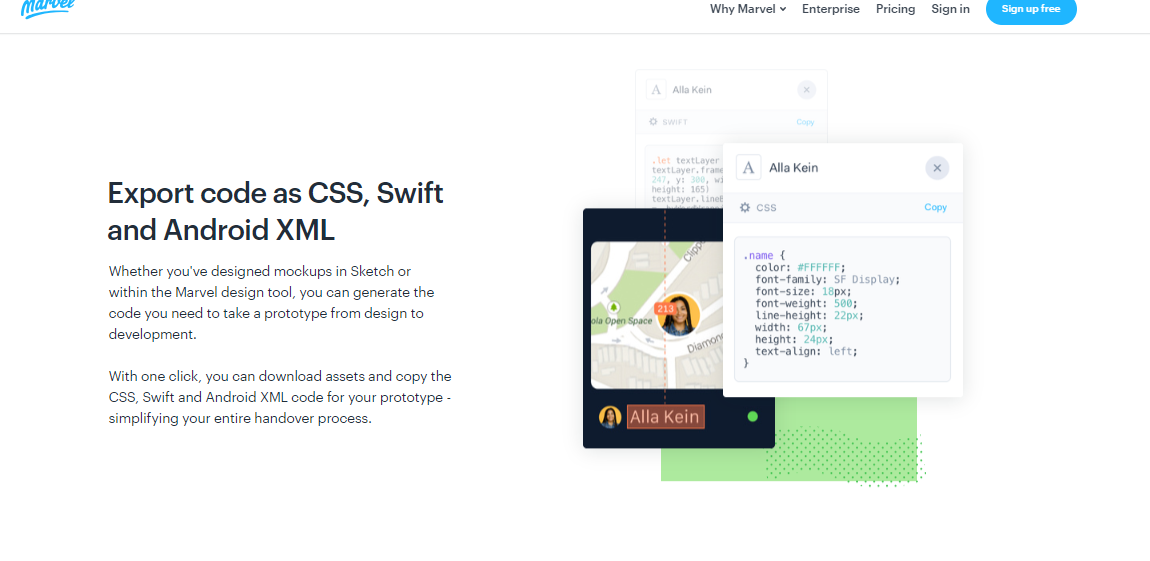 Marvel
Why Marvel
Enterprise
Pricing
Sign in
Sign up free
Export code as CSS, Swift
and Android XML
Whether you've designed mockups in Sketch or
within the Marvel design tool, you can generate the
code you need to take a prototype from design to
development.
With one click, you can download assets and copy the
CSS, Swift and Android XML code for your prototype -
simplifying your entire handover process.
A Alla Kein
SWIFT Copy
.let textLayer
textLayer.frame
247, y: 308, wi
height: 165)
A Alla Kein
CSS Copy
.name {
color: #FFFFFF;
font-family: SF Display;
font-size: 18px;
font-weight: 500;
line-height: 22px;
width: 67px;
height: 24px;
text-align: left;
}
213
ola Open Space
Diamon
Alla Kein